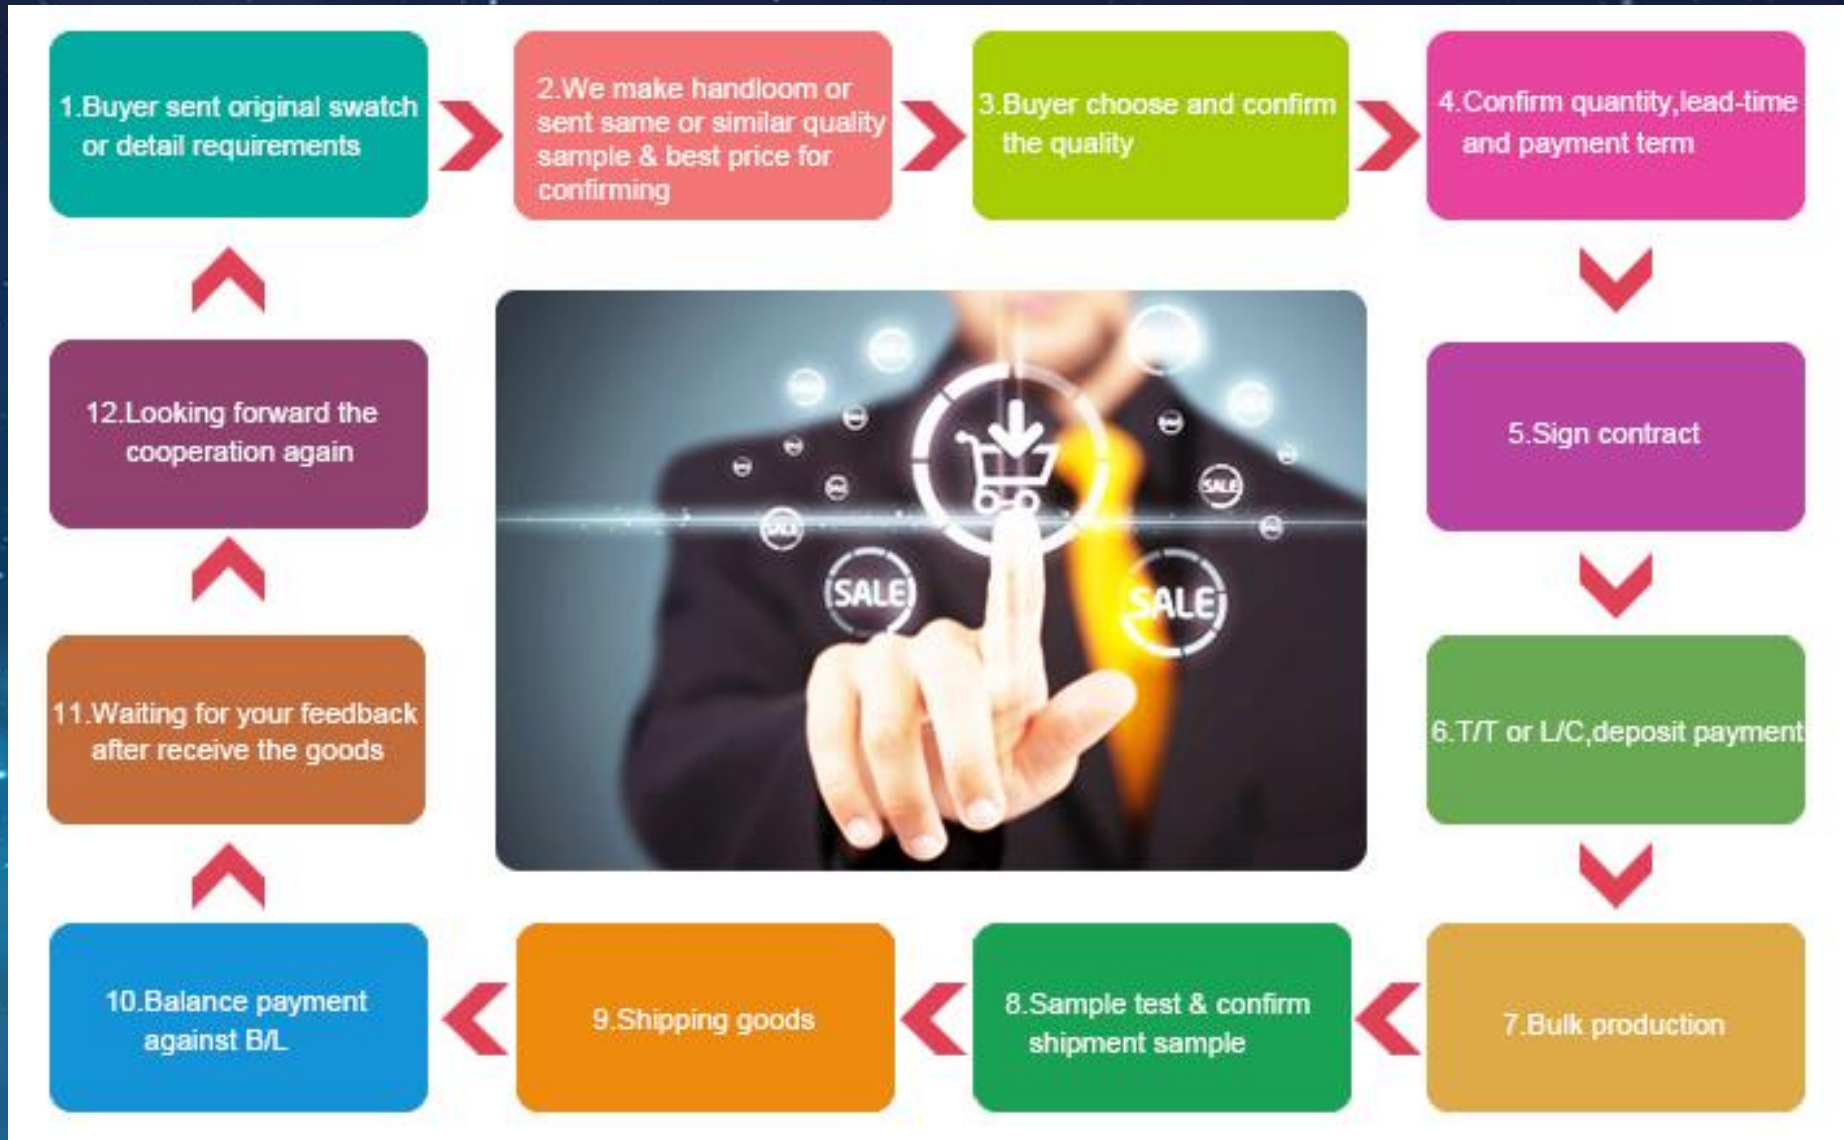 1.Buyer sent original swatch
or detail requirements
2.We make handloom or
sent same or similar quality
sample & best price for
confirming
3.Buyer choose and confirm
the quality
4.Confirm quantity,lead-time
and payment term
5.Sign contract
6.T/T or L/C,deposit payment
7.Bulk production
8.Sample test & confirm
shipment sample
9.Shipping goods
10.Balance payment
against B/L
11.Waiting for your feedback
after receive the goods
12.Looking forward the
cooperation again
SALE
SALE
SALE
SALE